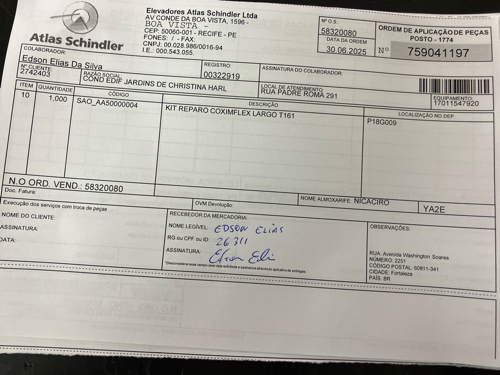 Atlas Schindler
Elevadores Atlas Schindler Ltda
AV CONDE DA BOA VISTA, 1596 -
BOA VISTA -
CEP: 50060-001 - RECIFE - PE
FONES: / - FAX:
CNPJ: 00.028.986/0016-94
I.E: 000.543.055.
Nº O.S.
58320080
DATA DA ORDEM
30.06.2025
ORDEM DE APLICAÇÃO DE PEÇAS
POSTO - 1774
Nº 759041197
COLABORADOR:
Edson Elias Da Silva
REGISTRO
00322919
ASSINATURA DO COLABORADOR:
Nº CLIENTE:
2742403
RAZÃO SOCIAL:
COND EDIF JARDINS DE CHRISTINA HARL
LOCAL DE ATENDIMENTO:
RUA PADRE ROMA 291
EQUIPAMENTO:
17011547920
ITEM QUANTIDADE CÓDIGO DESCRIÇÃO LOCALIZAÇÃO NO DEP.
10 1,000 SAO_AA50000004 KIT REPARO COXIMFLEX LARGO T161 P18G009
N.O ORD. VEND.: 58320080
Doc. Fatura:
OVM Devolução:
NOME ALMOXARIFE: NICACIRO
YA2E
Execução dos serviços com troca de peças
NOME DO CLIENTE:
ASSINATURA:
DATA:
RECEBEDOR DA MERCADORIA:
NOME LEGÍVEL: EDSON ELIAS
RG ou CPF ou ID: 26311
ASSINATURA:
OBSERVAÇÕES:
RUA: Avenida Washington Soares
NÚMERO: 2251
CÓDIGO POSTAL: 60811-341
CIDADE: Fortaleza
PAÍS: BR